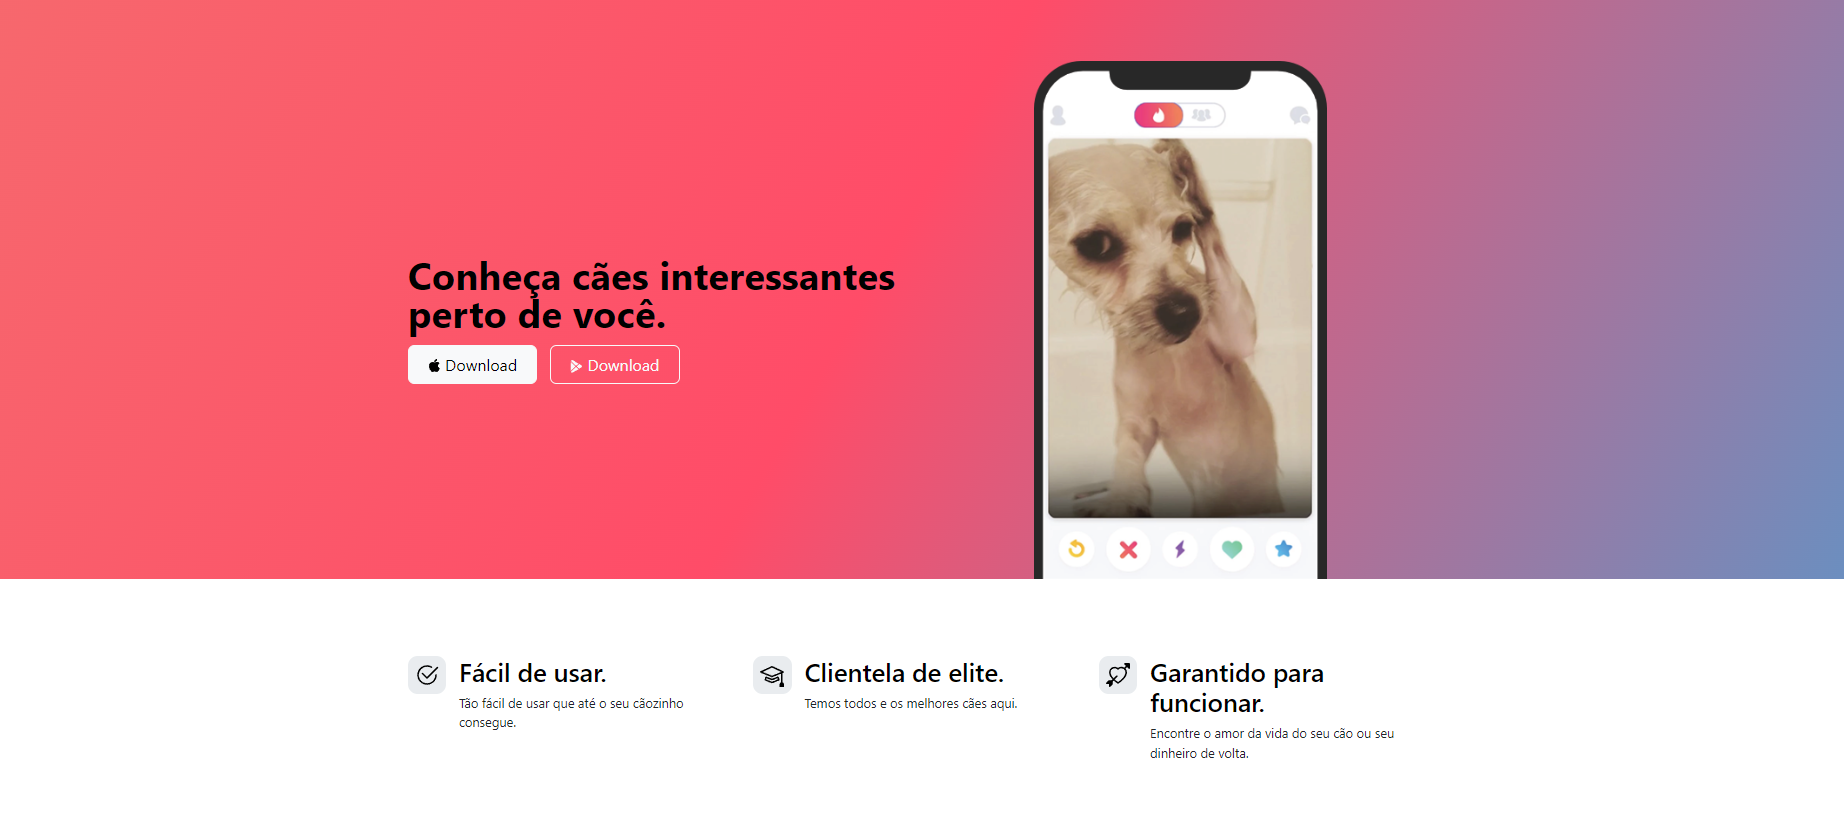 Conheça cães interessantes
perto de você.
Download
Download
Fácil de usar.
Tão fácil de usar que até o seu cãozinho
consegue.
Clientela de elite.
Temos todos e os melhores cães aqui.
Garantido para
funcionar.
Encontre o amor da vida do seu cão ou seu
dinheiro de volta.